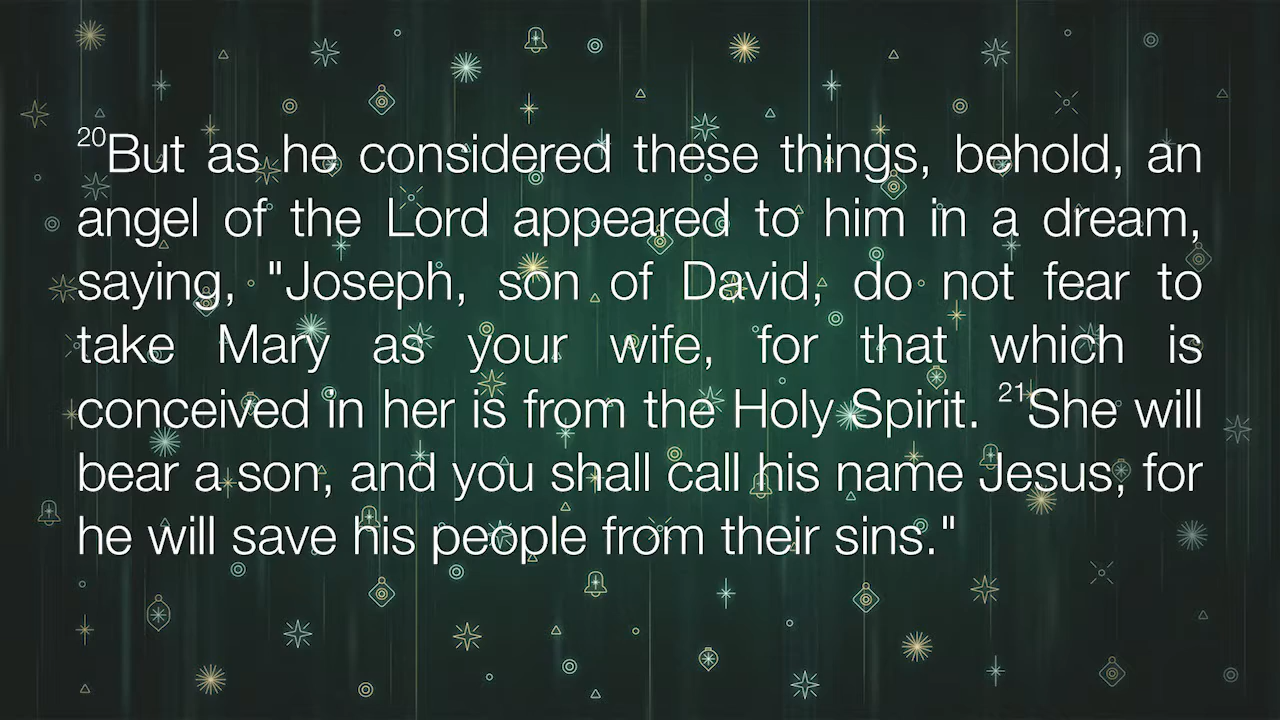 20But as he considered these things, behold, an
angel of the Lord appeared to him in a dream,
saying, "Joseph, son of David, do not fear to
take Mary as your wife, for that which is
conceived in her is from the Holy Spirit. 21She will
bear a son, and you shall call his name Jesus, for
he will save his people from their sins."